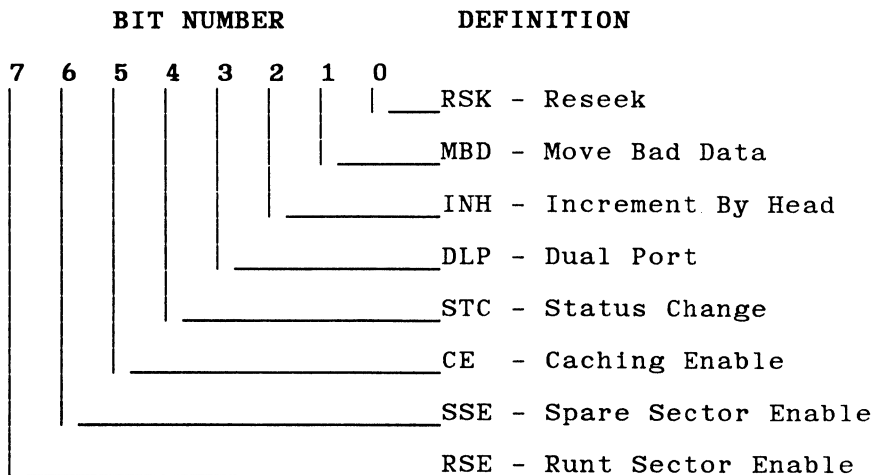 BIT NUMBER DEFINITION
7 6 5 4 3 2 1 0
RSK - Reseek
MBD - Move Bad Data
INH - Increment By Head
DLP - Dual Port
STC - Status Change
CE - Caching Enable
SSE - Spare Sector Enable
RSE - Runt Sector Enable